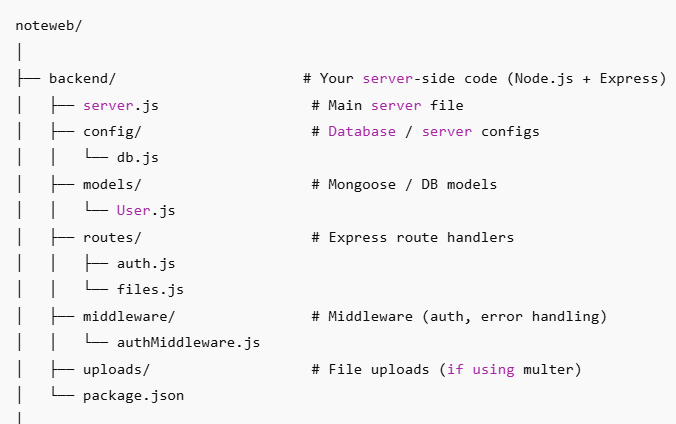 noteweb/
│
├── backend/                      # Your server-side code (Node.js + Express)
│   ├── server.js                  # Main server file
│   ├── config/                    # Database / server configs
│   │   └── db.js
│   ├── models/                    # Mongoose / DB models
│   │   └── User.js
│   ├── routes/                    # Express route handlers
│   │   ├── auth.js
│   │   └── files.js
│   ├── middleware/                # Middleware (auth, error handling)
│   │   └── authMiddleware.js
│   ├── uploads/                   # File uploads (if using multer)
│   └── package.json
│